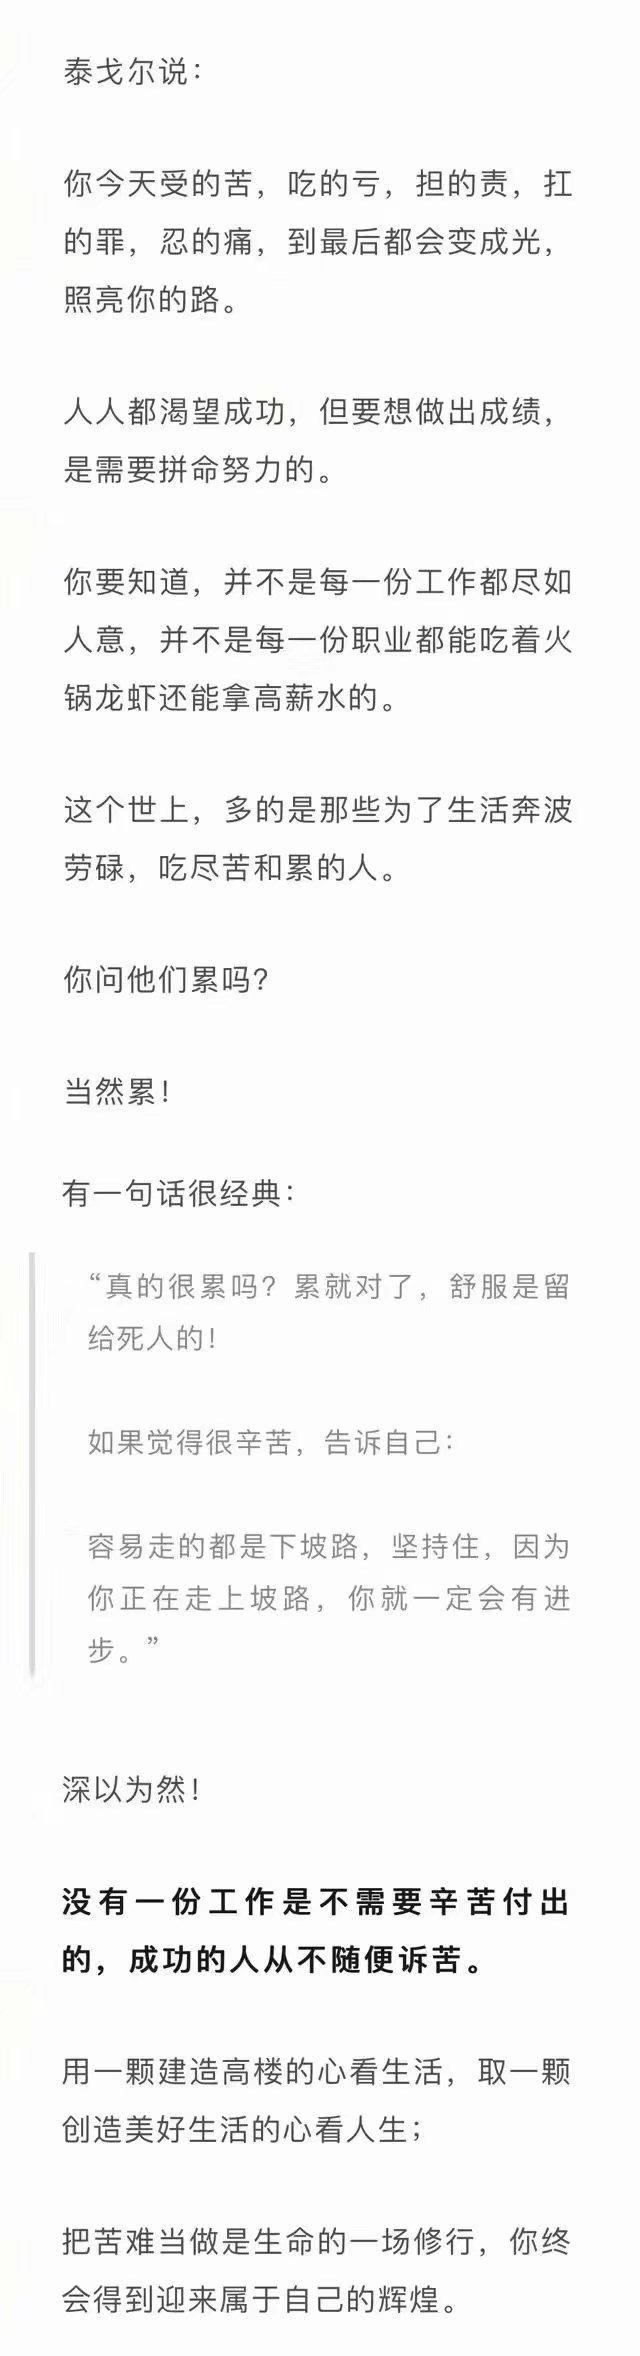 泰戈尔说：
你今天受的苦，吃的亏，担的责，扛
的罪，忍的痛，到最后都会变成光，
照亮你的路。
人人都渴望成功，但要想做出成绩，
是需要拼命努力的。
你要知道，并不是每一份工作都尽如
人意，并不是每一份职业都能吃着火
锅龙虾还能拿高薪水的。
这个世上，多的是那些为了生活奔波
劳碌，吃尽苦和累的人。
你问他们累吗？
当然累！
有一句话很经典：
“真的很累吗？累就对了，舒服是留
给死人的！
如果觉得很辛苦，告诉自己：
容易走的都是下坡路，坚持住，因为
你正在走上坡路，你就一定会有进
步。”
深以为然！
没有一份工作是不需要辛苦付出
的，成功的人从不随便诉苦。
用一颗建造高楼的心看生活，取一颗
创造美好生活的心看人生；
把苦难当做是生命的一场修行，你终
会得到迎来属于自己的辉煌。